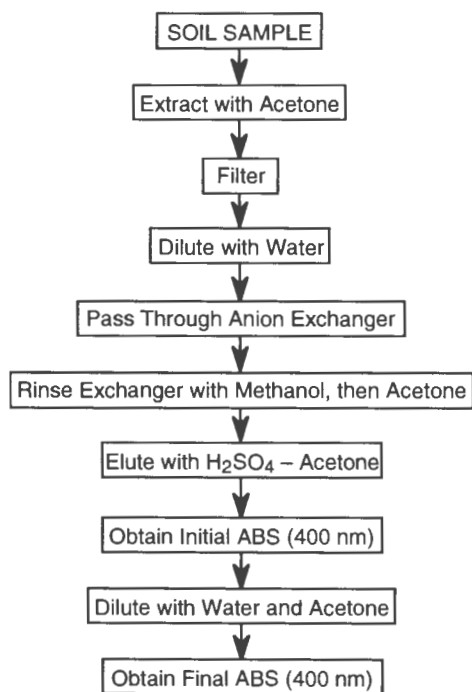 SOIL SAMPLE
Extract with Acetone
Filter
Dilute with Water
Pass Through Anion Exchanger
Rinse Exchanger with Methanol, then Acetone
Elute with H₂SO₄ – Acetone
Obtain Initial ABS (400 nm)
Dilute with Water and Acetone
Obtain Final ABS (400 nm)